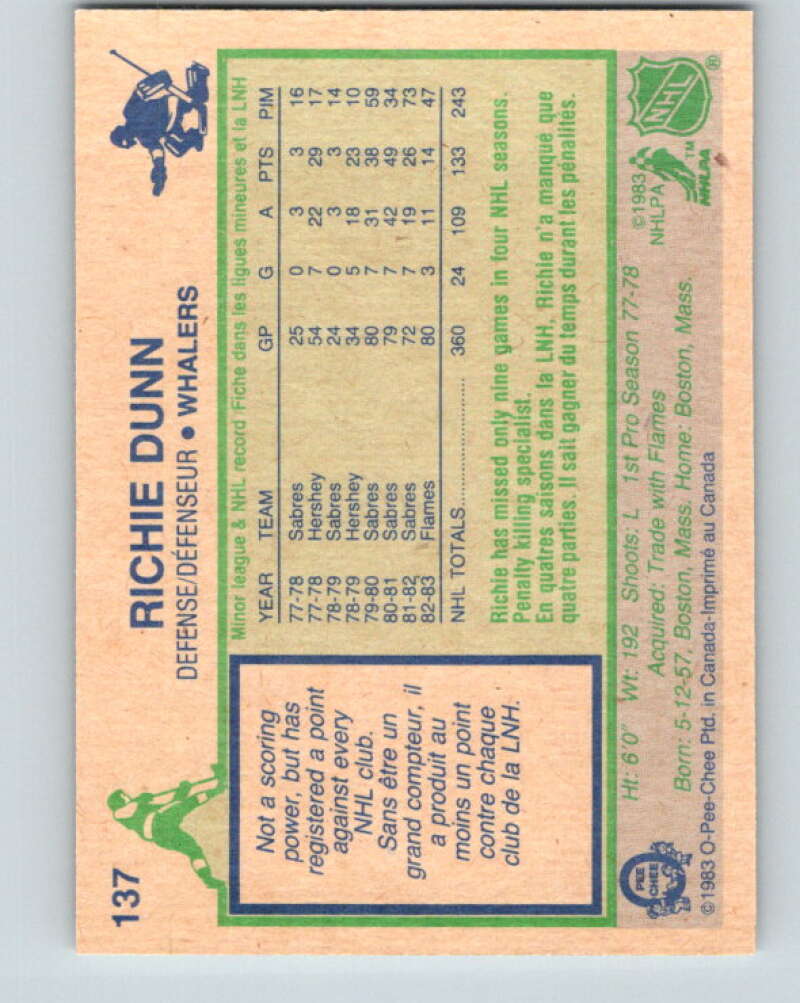 137
RICHIE DUNN
DEFENSE/DÉFENSEUR • WHALERS
Not a scoring
power, but has
registered a point
against every
NHL club.
Sans être un
grand compteur, il
a produit au
moins un point
contre chaque
club de la LNH.
Minor league & NHL record Fiche dans les ligues mineures et la LNH
YEAR TEAM GP G A PTS PIM
77-78 Sabres 25 0 3 3 16
77-78 Hershey 54 7 22 29 17
78-79 Sabres 24 0 3 3 14
78-79 Hershey 34 5 18 23 10
79-80 Sabres 80 7 31 38 59
80-81 Sabres 79 7 42 49 34
81-82 Sabres 72 7 19 26 73
82-83 Flames 80 3 11 14 47
NHL TOTALS 360 24 109 133 243
Richie has missed only nine games in four NHL seasons.
Penalty killing specialist.
En quatres saisons dans la LNH, Richie n'a manqué que
quatre parties. Il sait gagner du temps durant les pénalités.
Ht: 6'0" Wt: 192 Shoots: L 1st Pro Season 77-78
Acquired: Trade with Flames
Born: 5-12-57, Boston, Mass. Home: Boston, Mass.
©1983 O-Pee-Chee Ptd. in Canada-Imprimé au Canada
O PEE CHEE
©1983
NHLPA
NHLPA™
NHL®